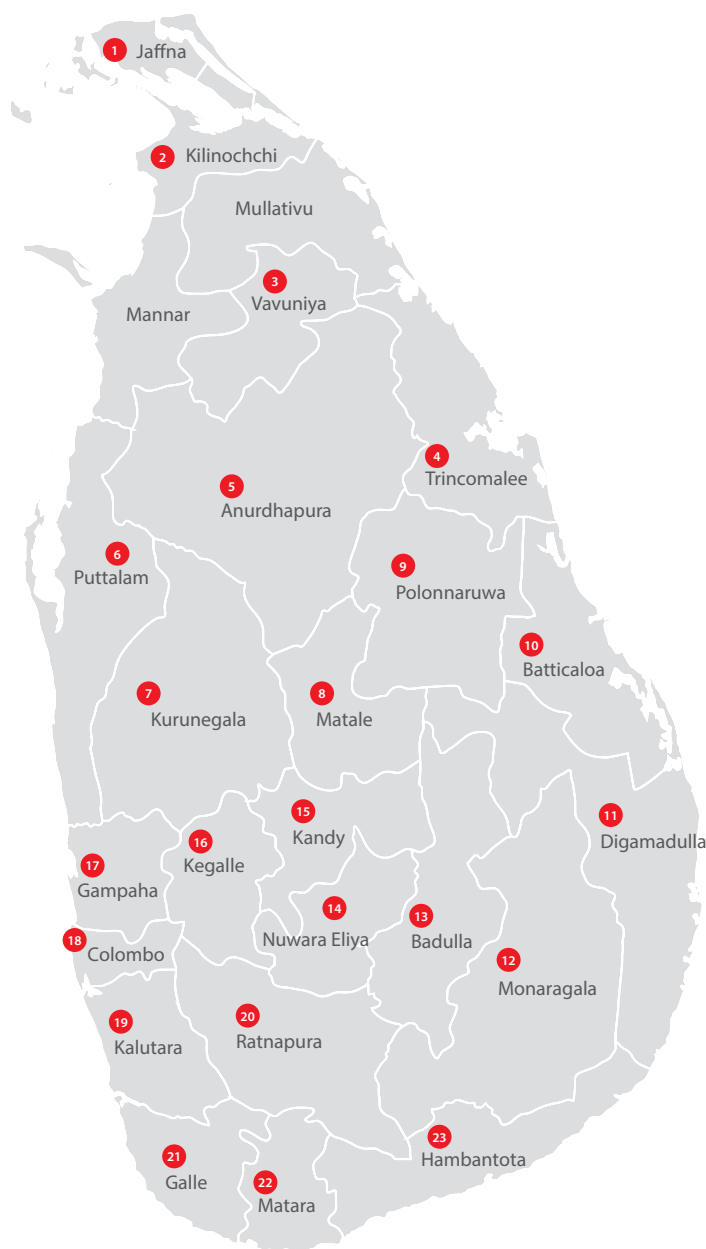 1 Jaffna
2 Kilinochchi
Mullativu
3
Vavuniya
Mannar
4
Trincomalee
5
Anurdhapura
6
Puttalam
9
Polonnaruwa
10
Batticaloa
7
Kurunegala
8
Matale
15
Kandy
11
Digamadulla
16
Kegalle
17
Gampaha
14
Nuwara Eliya
13
Badulla
18
Colombo
12
Monaragala
19
Kalutara
20
Ratnapura
23
Hambantota
21
Galle
22
Matara